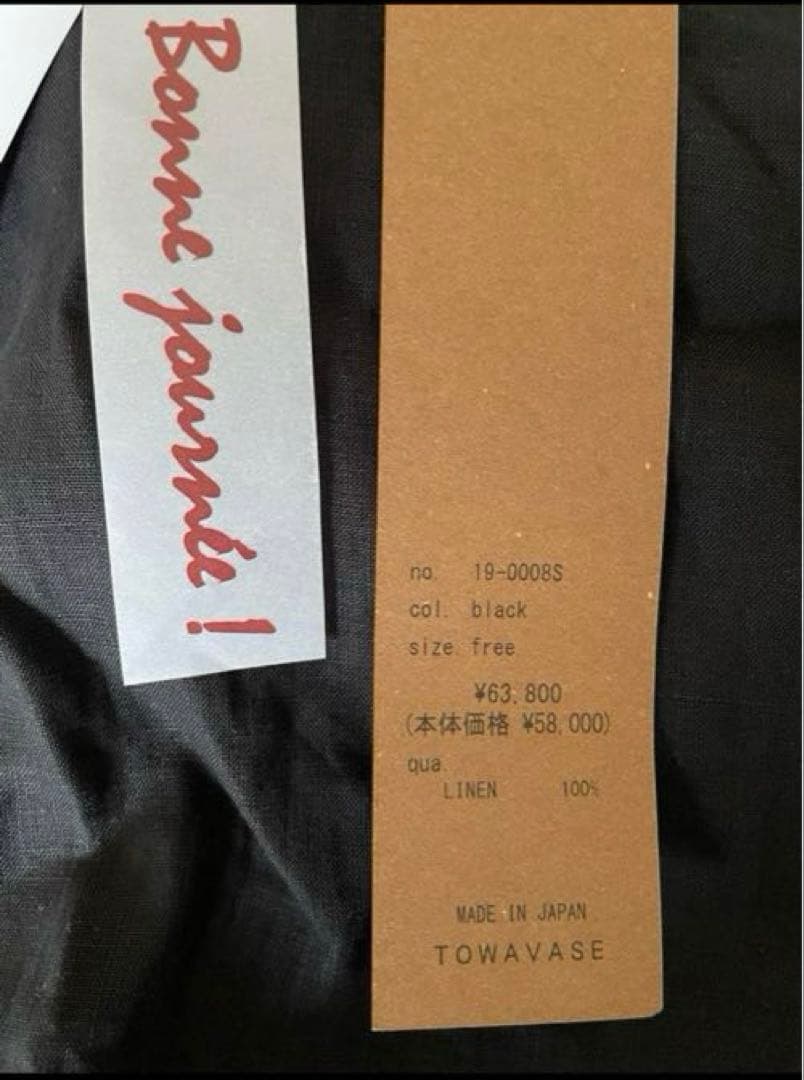 Bonne journée !
no. 19-0008S
col. black
size. free
¥63,800
(本体価格 ¥58,000)
qua.
LINEN 100%
MADE IN JAPAN
TOWAVASE